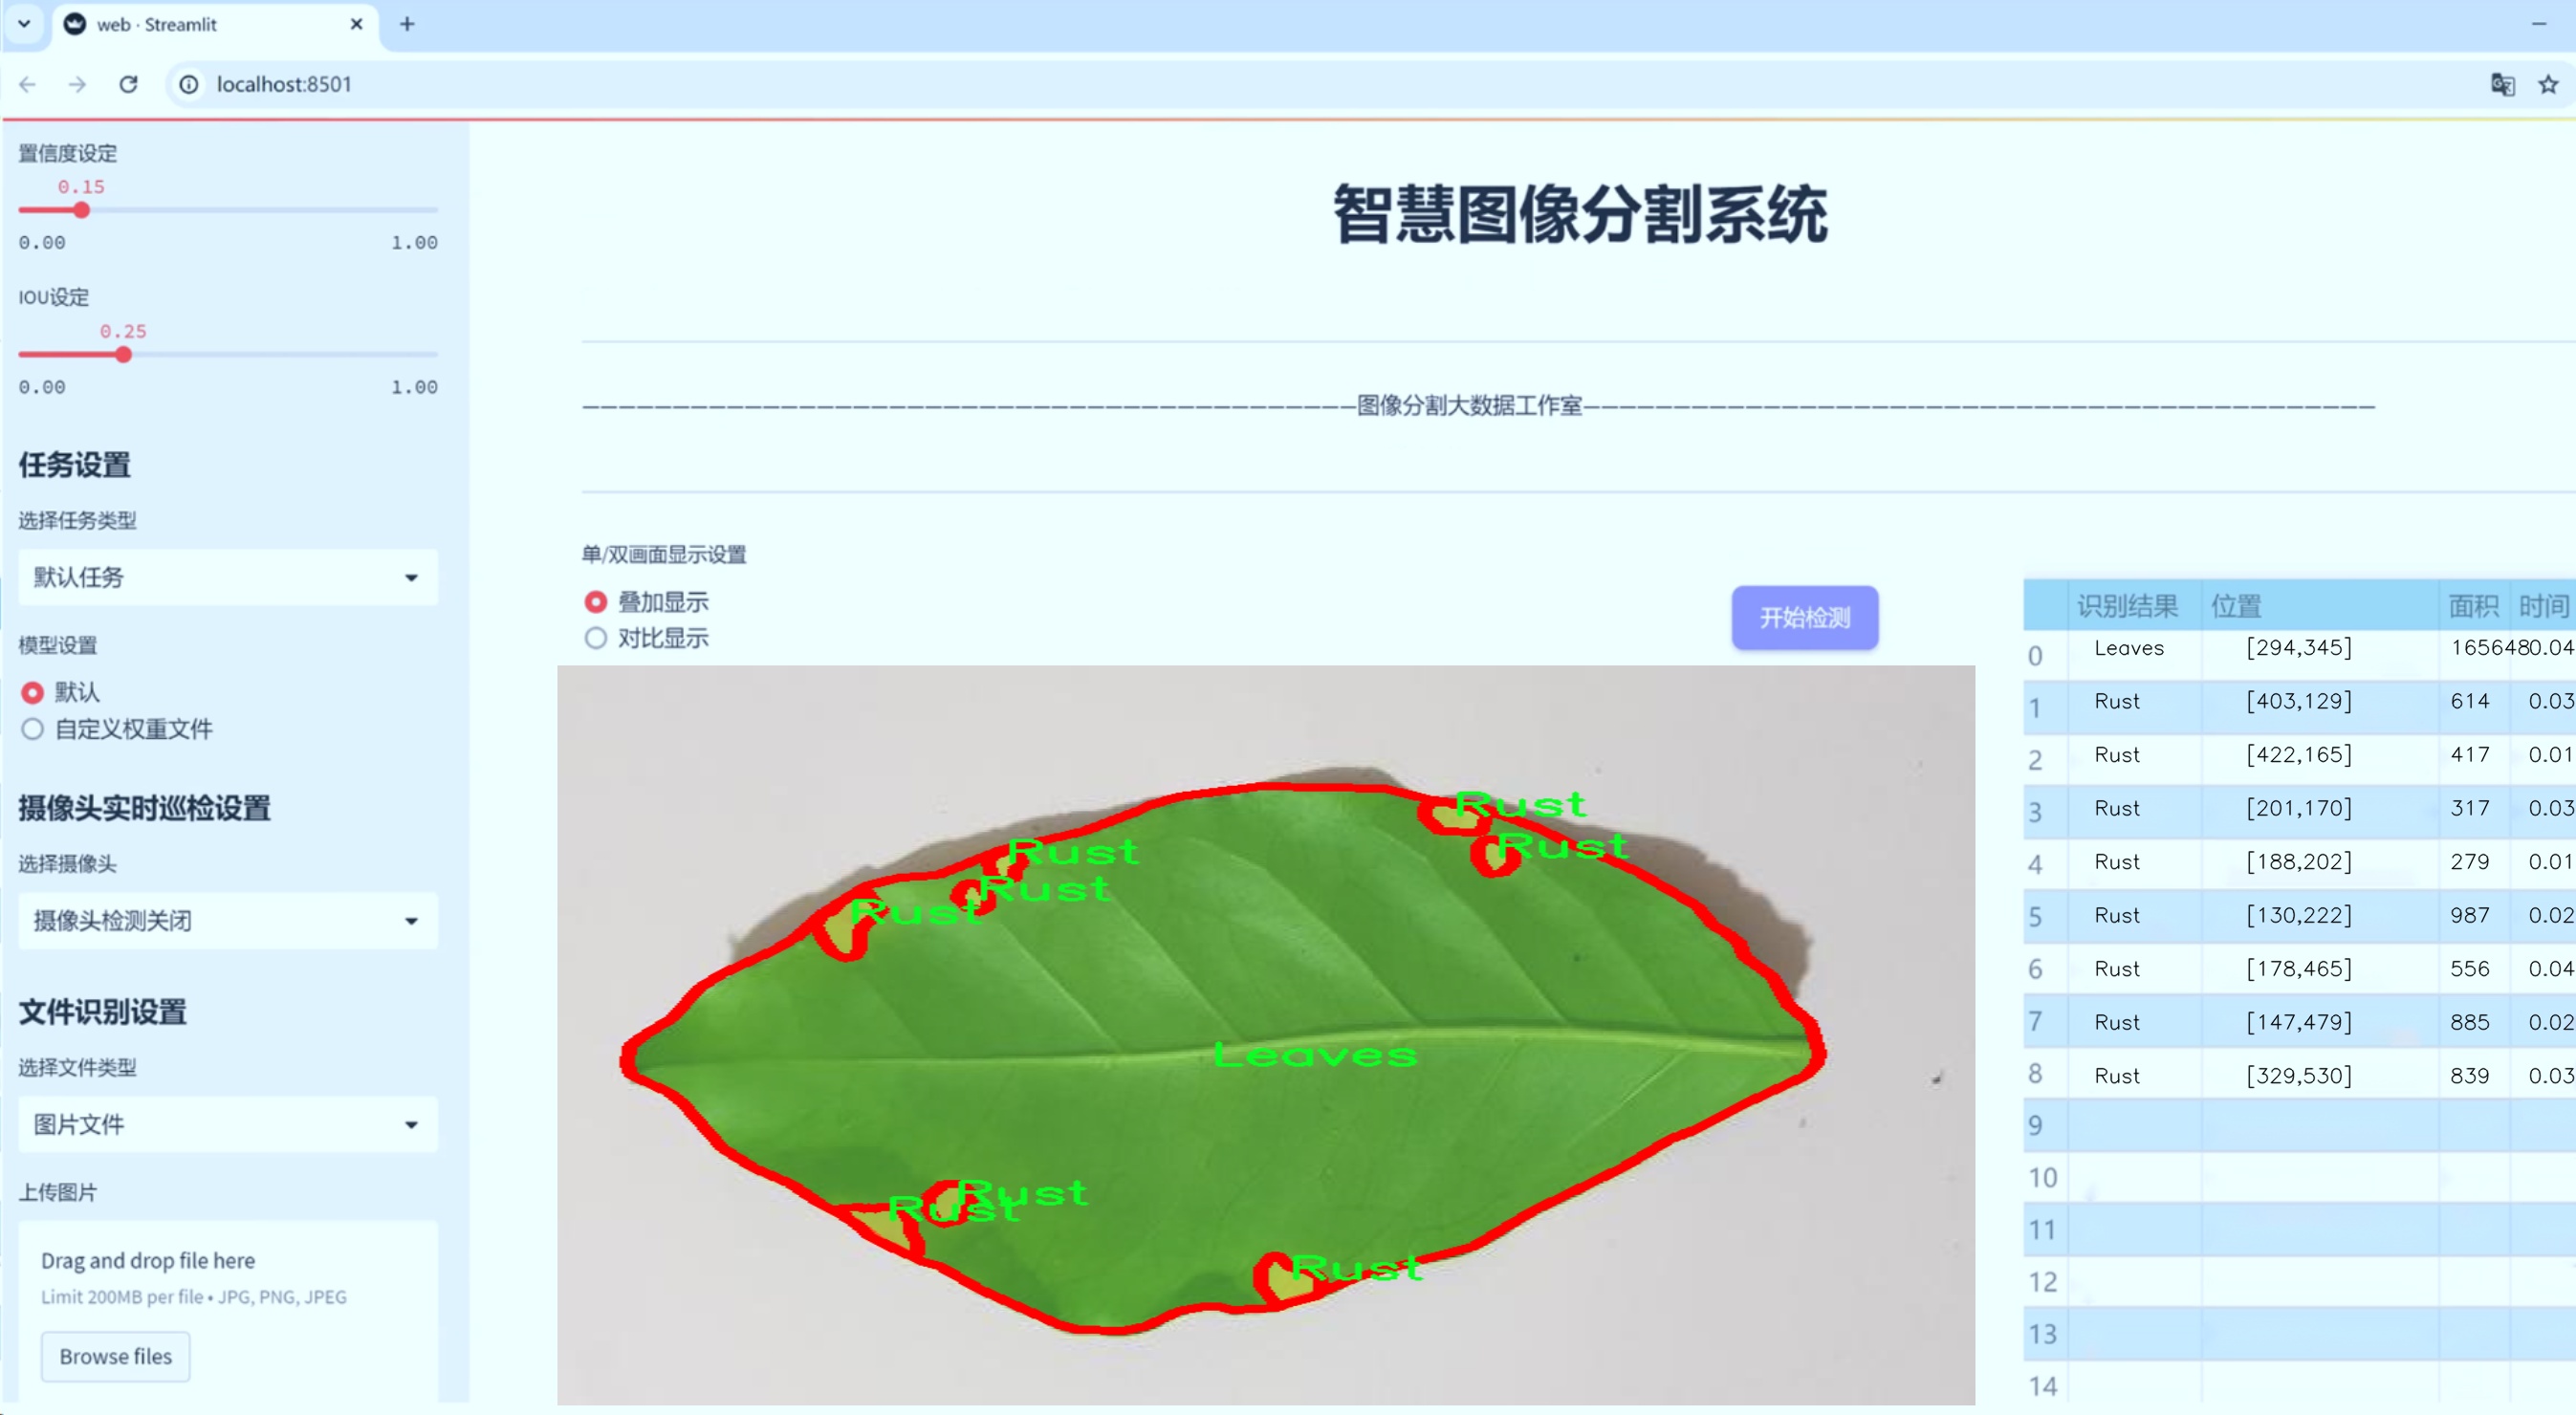 web · Streamlit
localhost:8501
置信度设定
0.15
0.00 1.00
IOU设定
0.25
0.00 1.00
任务设置
选择任务类型
默认任务
模型设置
默认
自定义权重文件
摄像头实时巡检设置
选择摄像头
摄像头检测关闭
文件识别设置
选择文件类型
图片文件
上传图片
Drag and drop file here
Limit 200MB per file • JPG, PNG, JPEG
Browse files
智慧图像分割系统
图像分割大数据工作室
单/双画面显示设置
叠加显示
对比显示
开始检测
Rust
Rust
Rust
Rust
Rust
Leaves
Rust
Rust
Rust
识别结果 位置 面积 时间
0 Leaves [294,345] 1656480.04
1 Rust [403,129] 614 0.03
2 Rust [422,165] 417 0.01
3 Rust [201,170] 317 0.03
4 Rust [188,202] 279 0.01
5 Rust [130,222] 987 0.02
6 Rust [178,465] 556 0.04
7 Rust [147,479] 885 0.02
8 Rust [329,530] 839 0.03
9
10
11
12
13
14